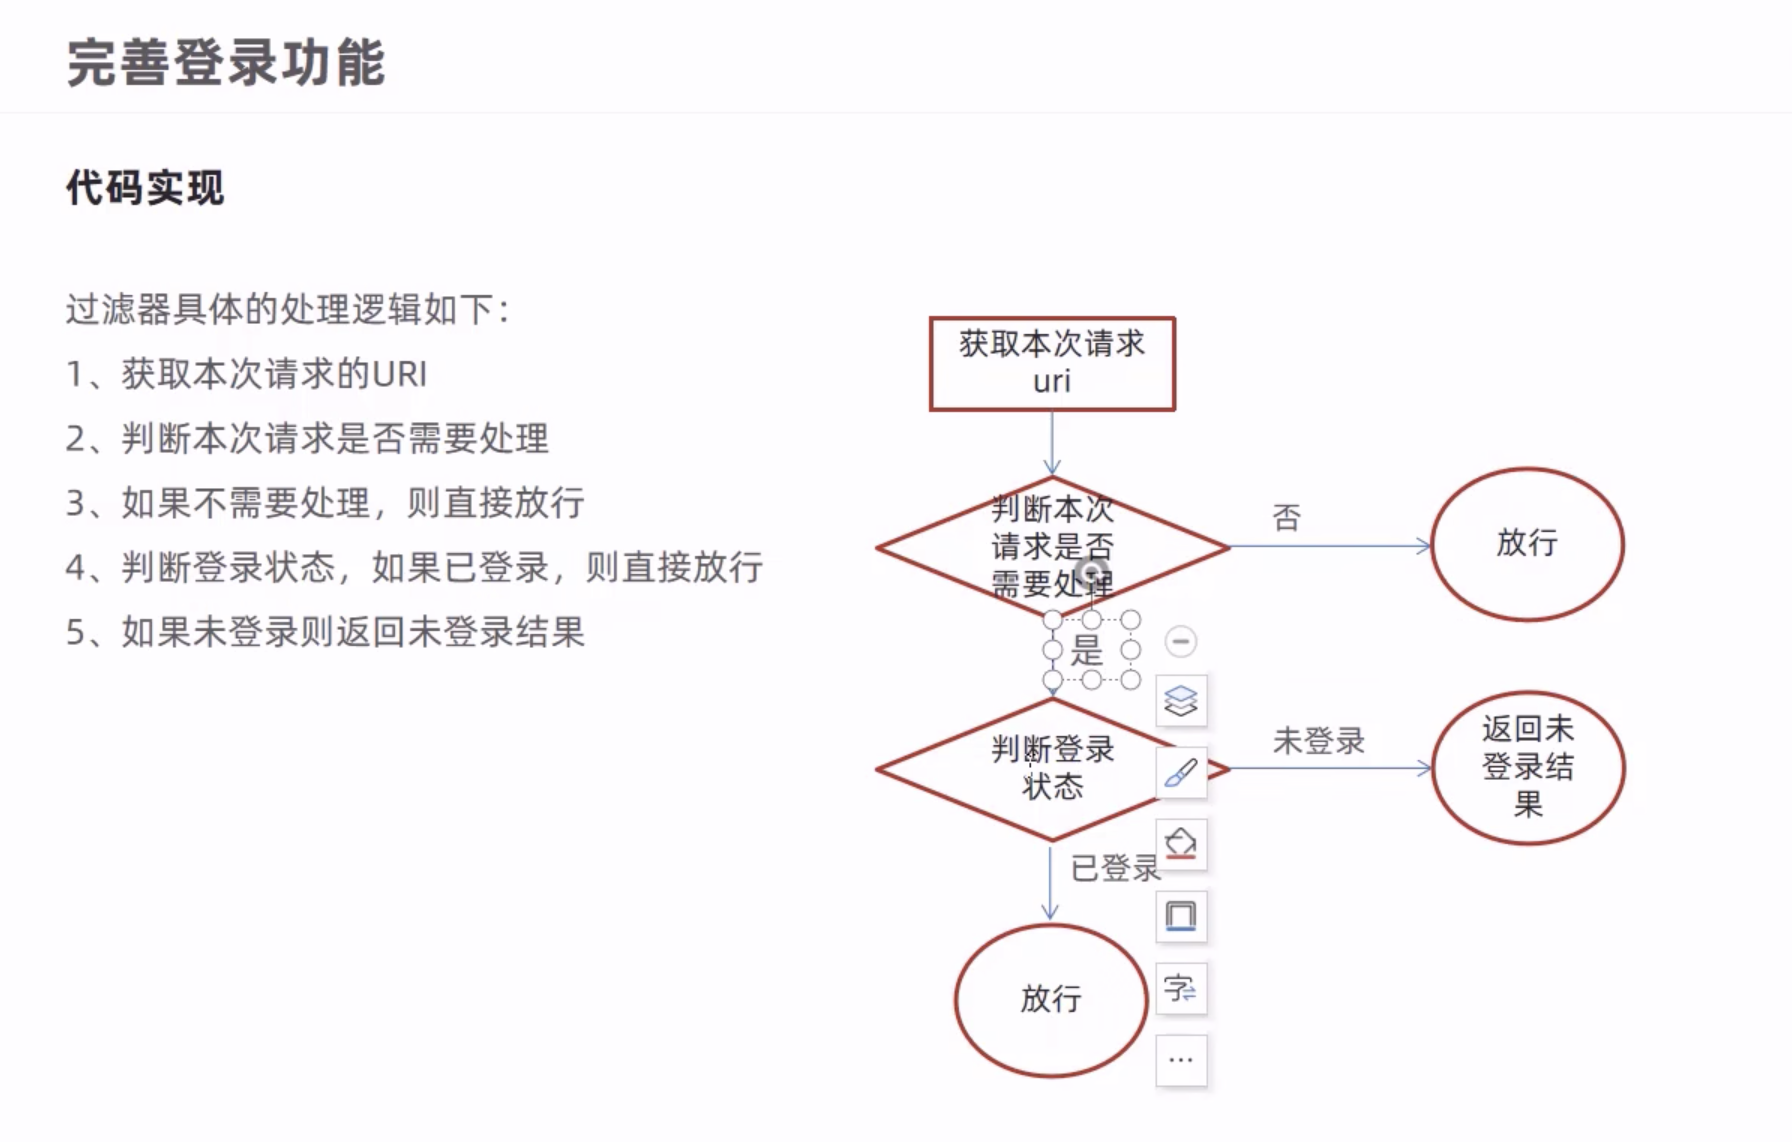 完善登录功能
代码实现
过滤器具体的处理逻辑如下：
1、获取本次请求的URI
2、判断本次请求是否需要处理
3、如果不需要处理，则直接放行
4、判断登录状态，如果已登录，则直接放行
5、如果未登录则返回未登录结果
获取本次请求
uri
判断本次
请求是否
需要处理
否
放行
是
判断登录
状态
未登录
返回未
登录结
果
已登录
放行
字